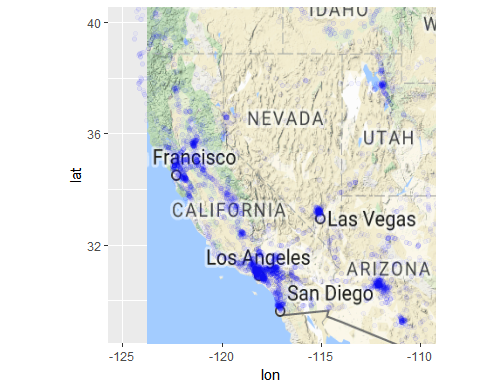 IDAHO
W
40
NEVADA
36
UTAH
Francisco
CALIFORNIA
Las Vegas
32
Los Angeles
ARIZONA
San Diego
lat
-125
-120
-115
-110
lon